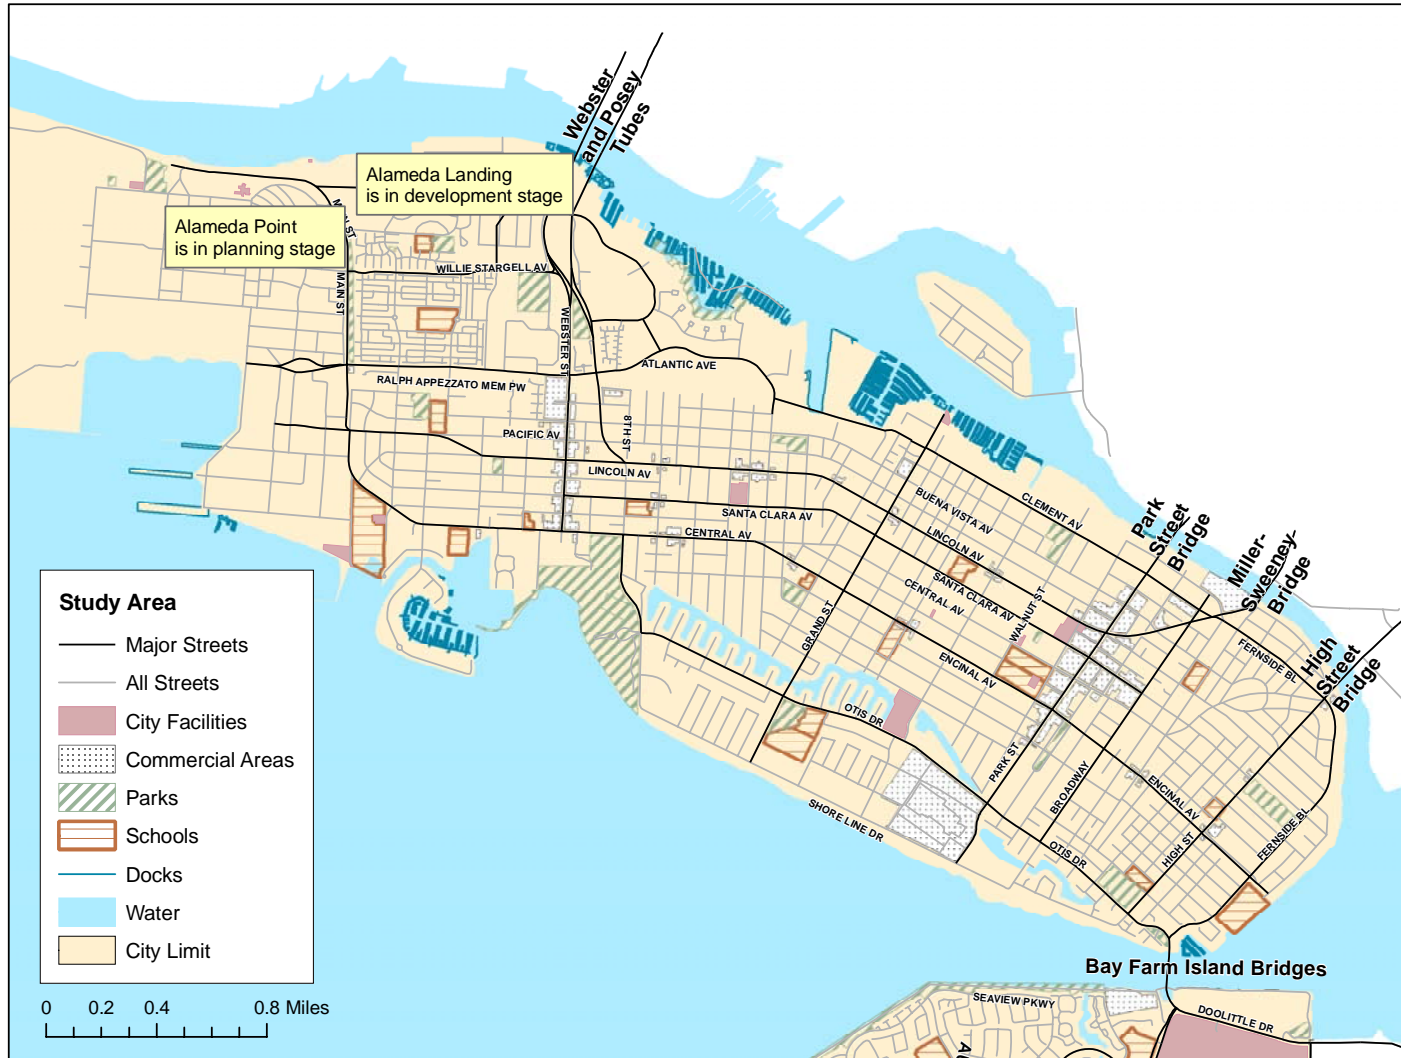 Webster
and Posey
Tubes
Alameda Landing
is in development stage
Alameda Point
is in planning stage
MAIN ST
WILLIE STARGELL AV
MAIN ST
WEBSTER ST
ATLANTIC AVE
RALPH APPEZZATO MEM PW
PACIFIC AV
8TH ST
LINCOLN AV
SANTA CLARA AV
CENTRAL AV
BUENA VISTA AV
CLEMENT AV
LINCOLN AV
SANTA CLARA AV
CENTRAL AV
WALNUT ST
GRAND ST
ENCINAL AV
OTIS DR
PARK ST
BROADWAY
SHORE LINE DR
Park
Street
Bridge
Miller-
Sweeney-
Bridge
High
Street
Bridge
FERNSIDE BL
ENCINAL AV
OTIS DR
HIGH ST
FERNSIDE BL
Bay Farm Island Bridges
SEAVIEW PKWY
DOOLITTLE DR
Study Area
Major Streets
All Streets
City Facilities
Commercial Areas
Parks
Schools
Docks
Water
City Limit
0 0.2 0.4 0.8 Miles